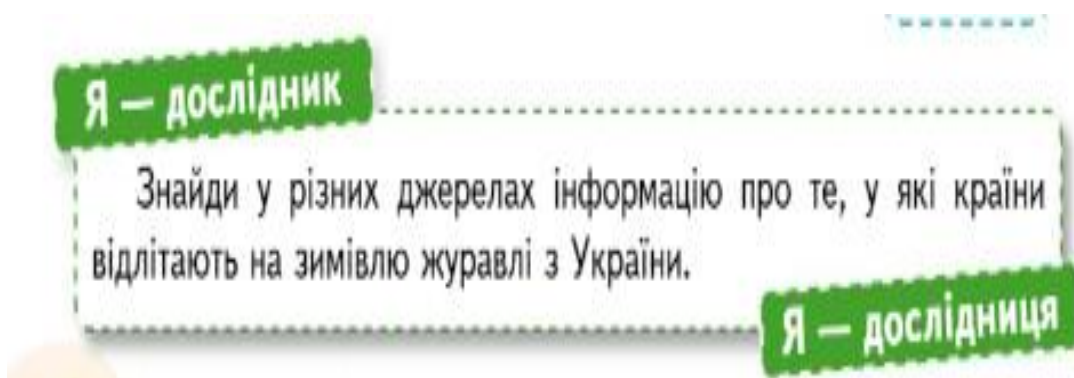 Я — дослідник
Знайди у різних джерелах інформацію про те, у які країни
відлітають на зимівлю журавлі з України.
Я — дослідниця